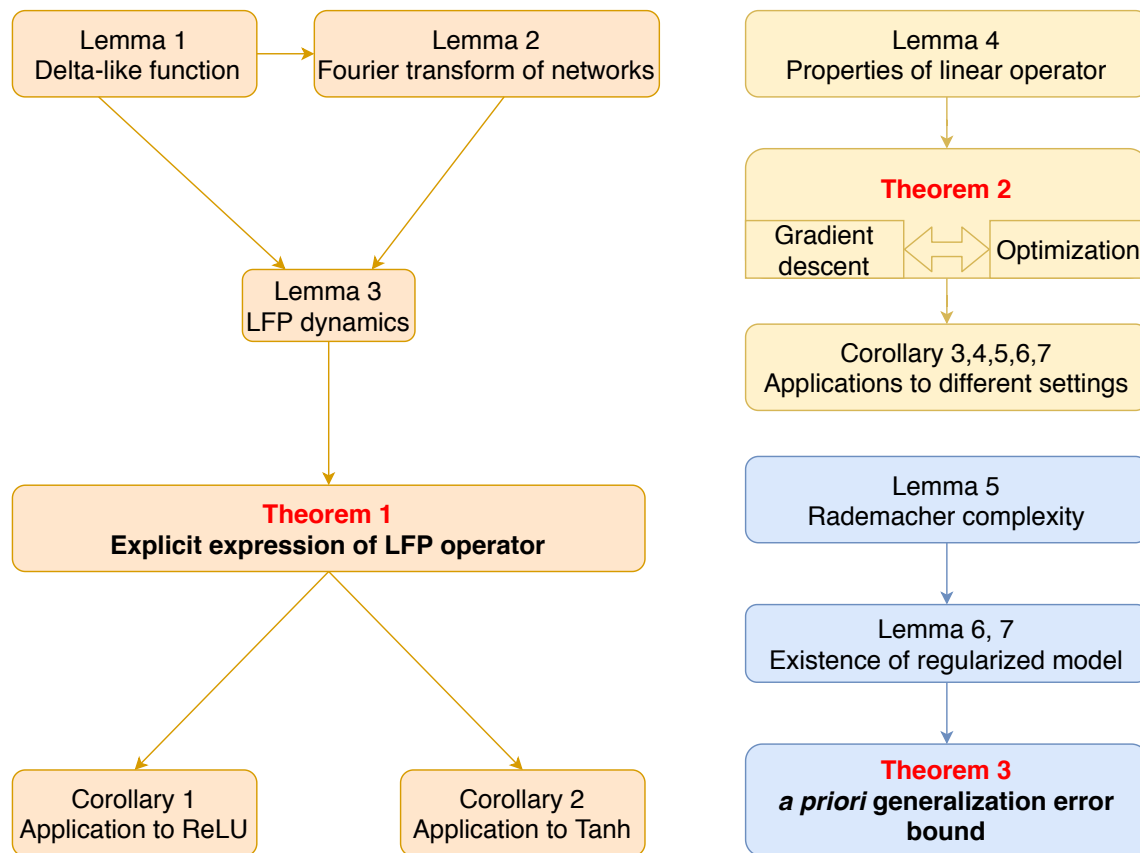 Lemma 1
Delta-like function
Lemma 2
Fourier transform of networks
Lemma 3
LFP dynamics
Theorem 1
Explicit expression of LFP operator
Corollary 1
Application to ReLU
Corollary 2
Application to Tanh
Lemma 4
Properties of linear operator
Theorem 2
Gradient
descent
Optimization
Corollary 3,4,5,6,7
Applications to different settings
Lemma 5
Rademacher complexity
Lemma 6, 7
Existence of regularized model
Theorem 3
a priori generalization error
bound